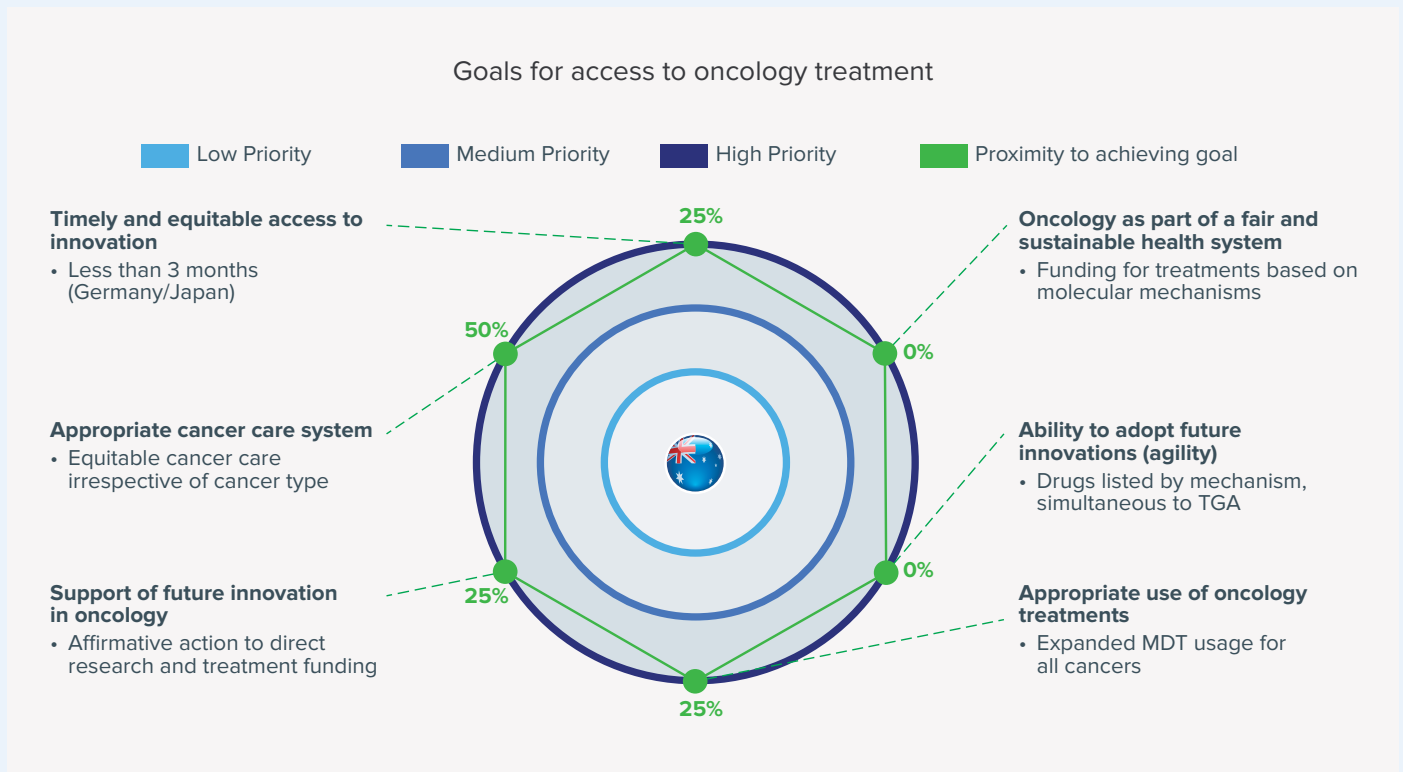 Goals for access to oncology treatment
Low Priority
Medium Priority
High Priority
Proximity to achieving goal
Timely and equitable access to
innovation
• Less than 3 months
(Germany/Japan)
Appropriate cancer care system
• Equitable cancer care
irrespective of cancer type
Support of future innovation
in oncology
• Affirmative action to direct
research and treatment funding
25%
50%
0%
0%
25%
25%
Oncology as part of a fair and
sustainable health system
• Funding for treatments based on
molecular mechanisms
Ability to adopt future
innovations (agility)
• Drugs listed by mechanism,
simultaneous to TGA
Appropriate use of oncology
treatments
• Expanded MDT usage for
all cancers